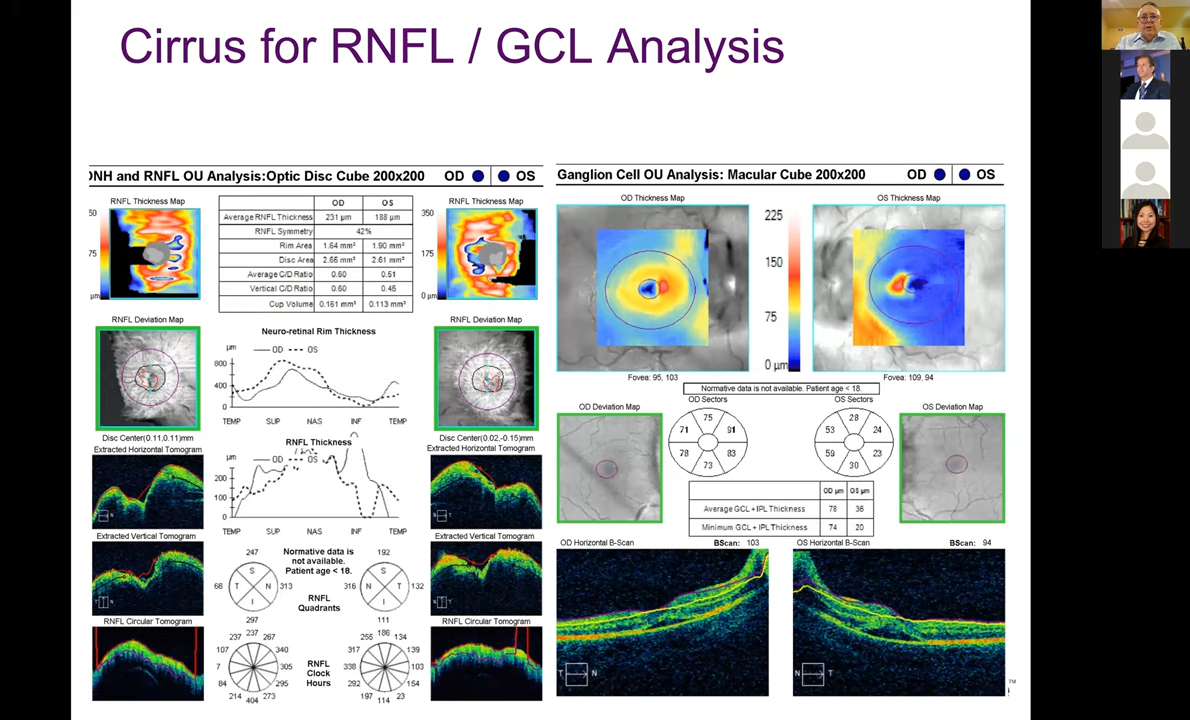 Cirrus for RNFL / GCL Analysis
ONH and RNFL OU Analysis:Optic Disc Cube 200x200 OD OS
RNFL Thickness Map
50
75
µm
OD OS
Average RNFL Thickness 231 µm 188 µm
RNFL Symmetry 42%
Rim Area 1.64 mm² 1.90 mm²
Disc Area 2.66 mm² 2.61 mm²
Average C/D Ratio 0.60 0.51
Vertical C/D Ratio 0.60 0.45
Cup Volume 0.161 mm³ 0.113 mm³
RNFL Thickness Map
350
175
0 µm
RNFL Deviation Map
Disc Center(0.11,0.11)mm
Neuro-retinal Rim Thickness
µm OD OS
800
400
0
TEMP SUP NAS INF TEMP
RNFL Deviation Map
Disc Center(0.02,-0.15)mm
Extracted Horizontal Tomogram
T N
RNFL Thickness
µm OD OS
200
100
0
TEMP SUP NAS INF TEMP
Extracted Horizontal Tomogram
N T
Extracted Vertical Tomogram
T N
247
66 S T N I 313
297
Normative data is
not available.
Patient age < 18.
RNFL
Quadrants
192
316 S N T I 132
111
Extracted Vertical Tomogram
N T
RNFL Circular Tomogram
237 237 267
107 340
7 305
84 295
214 404 273
RNFL
Clock
Hours
255 186 134
317 139
338 103
292 154
197 114 23
RNFL Circular Tomogram
Ganglion Cell OU Analysis: Macular Cube 200x200 OD OS
OD Thickness Map
Fovea: 95, 103
225
150
75
0 µm
OS Thickness Map
Fovea: 109, 94
Normative data is not available. Patient age < 18.
OD Deviation Map
OD Sectors
75
71 91
78 83
73
OS Sectors
28
53 24
59 23
30
OS Deviation Map
OD µm OS µm
Average GCL + IPL Thickness 78 36
Minimum GCL + IPL Thickness 74 20
OD Horizontal B-Scan BScan: 103
T N
OS Horizontal B-Scan BScan: 94
N T
TM